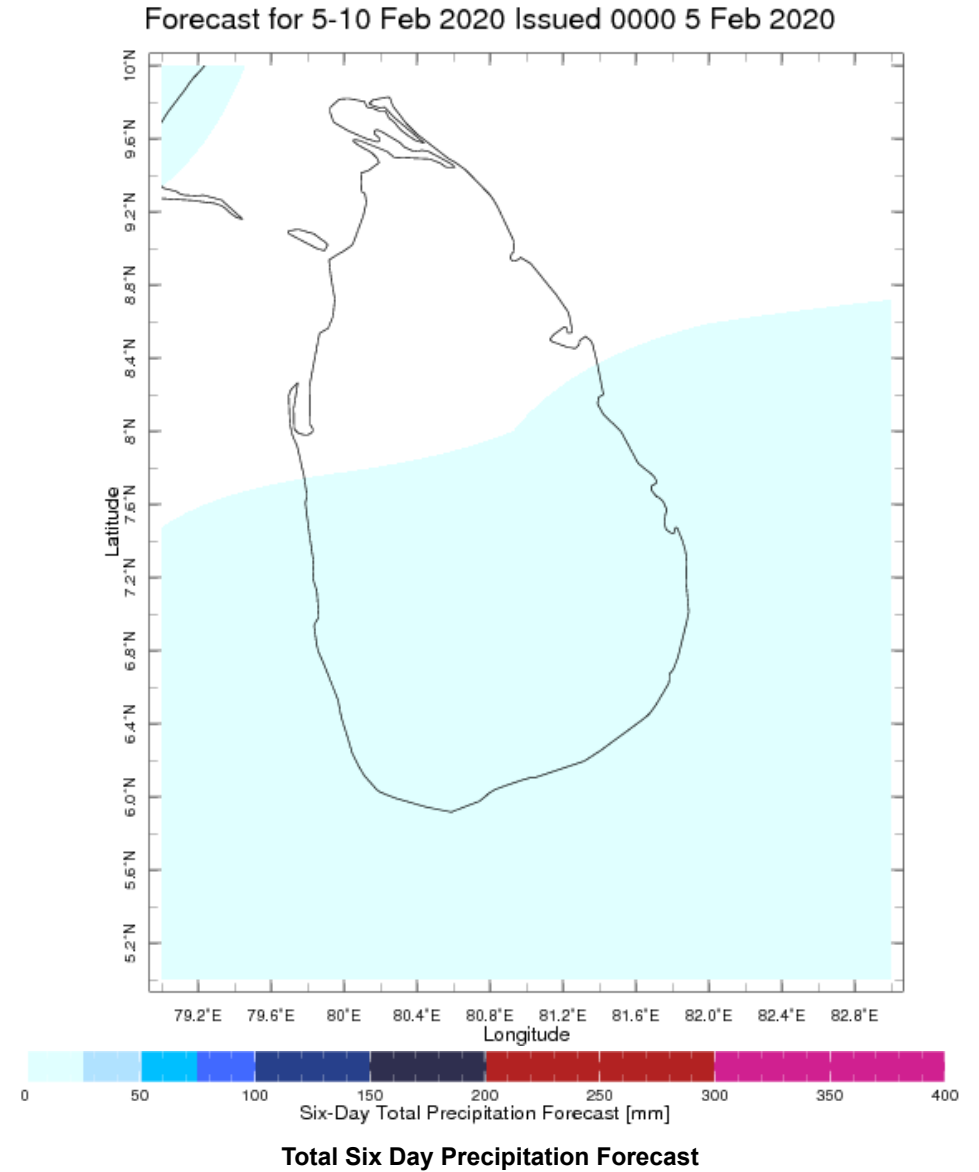 Forecast for 5-10 Feb 2020 Issued 0000 5 Feb 2020
10°N
9.6°N
9.2°N
8.8°N
8.4°N
8°N
7.6°N
7.2°N
6.8°N
6.4°N
6.0°N
5.6°N
5.2°N
Latitude
79.2°E 79.6°E 80°E 80.4°E 80.8°E 81.2°E 81.6°E 82.0°E 82.4°E 82.8°E
Longitude
0 50 100 150 200 250 300 350 400
Six-Day Total Precipitation Forecast [mm]
Total Six Day Precipitation Forecast